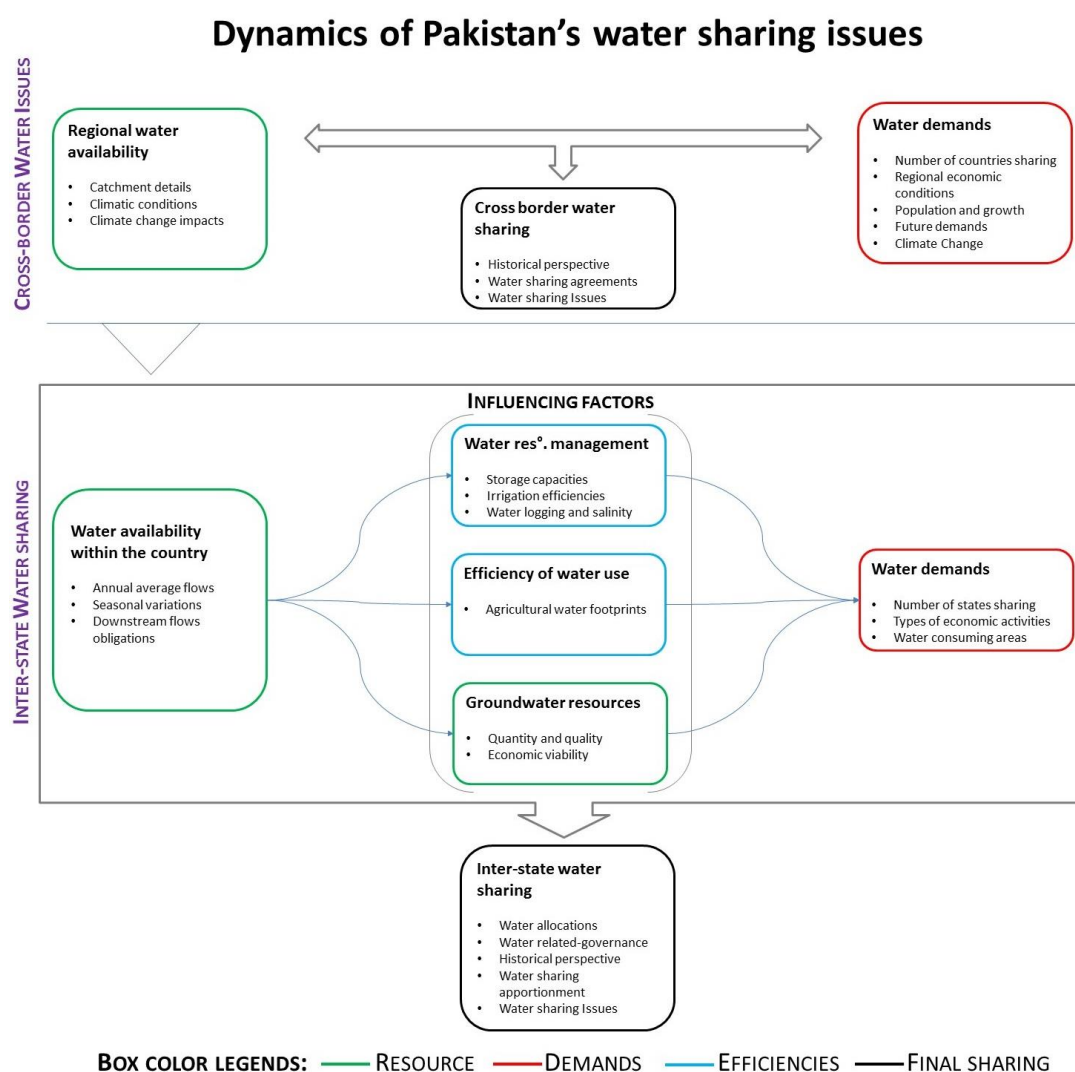 Dynamics of Pakistan's water sharing issues
CROSS-BORDER WATER ISSUES
Regional water
availability
• Catchment details
• Climatic conditions
• Climate change impacts
Cross border water
sharing
• Historical perspective
• Water sharing agreements
• Water sharing Issues
Water demands
• Number of countries sharing
• Regional economic
conditions
• Population and growth
• Future demands
• Climate Change
INTER-STATE WATER SHARING
INFLUENCING FACTORS
Water availability
within the country
• Annual average flows
• Seasonal variations
• Downstream flows
obligations
Water res°. management
• Storage capacities
• Irrigation efficiencies
• Water logging and salinity
Efficiency of water use
• Agricultural water footprints
Groundwater resources
• Quantity and quality
• Economic viability
Water demands
• Number of states sharing
• Types of economic activities
• Water consuming areas
Inter-state water
sharing
• Water allocations
• Water related-governance
• Historical perspective
• Water sharing
apportionment
• Water sharing Issues
BOX COLOR LEGENDS: RESOURCE DEMANDS EFFICIENCIES FINAL SHARING